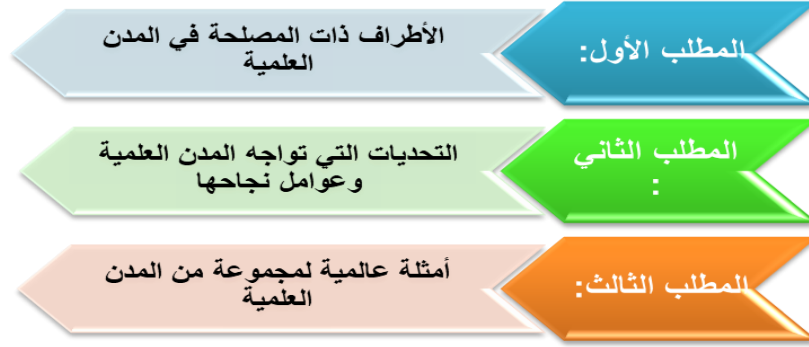 المطلب الأول:
الأطراف ذات المصلحة في المدن
العلمية
المطلب الثاني
:
التحديات التي تواجه المدن العلمية
وعوامل نجاحها
المطلب الثالث:
أمثلة عالمية لمجموعة من المدن
العلمية